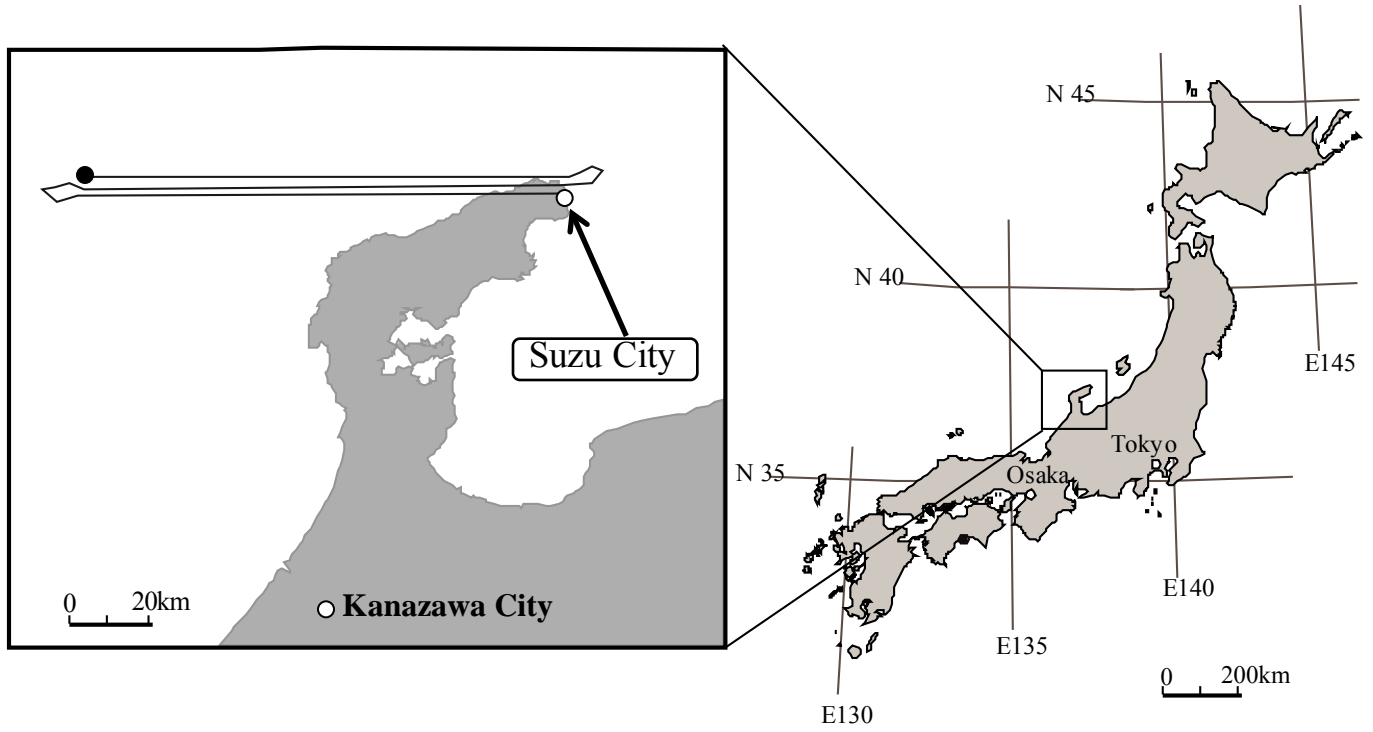 Suzu City
0 20km
Kanazawa City
N 45
N 40
E145
Tokyo
N 35
Osaka
E140
E135
0 200km
E130